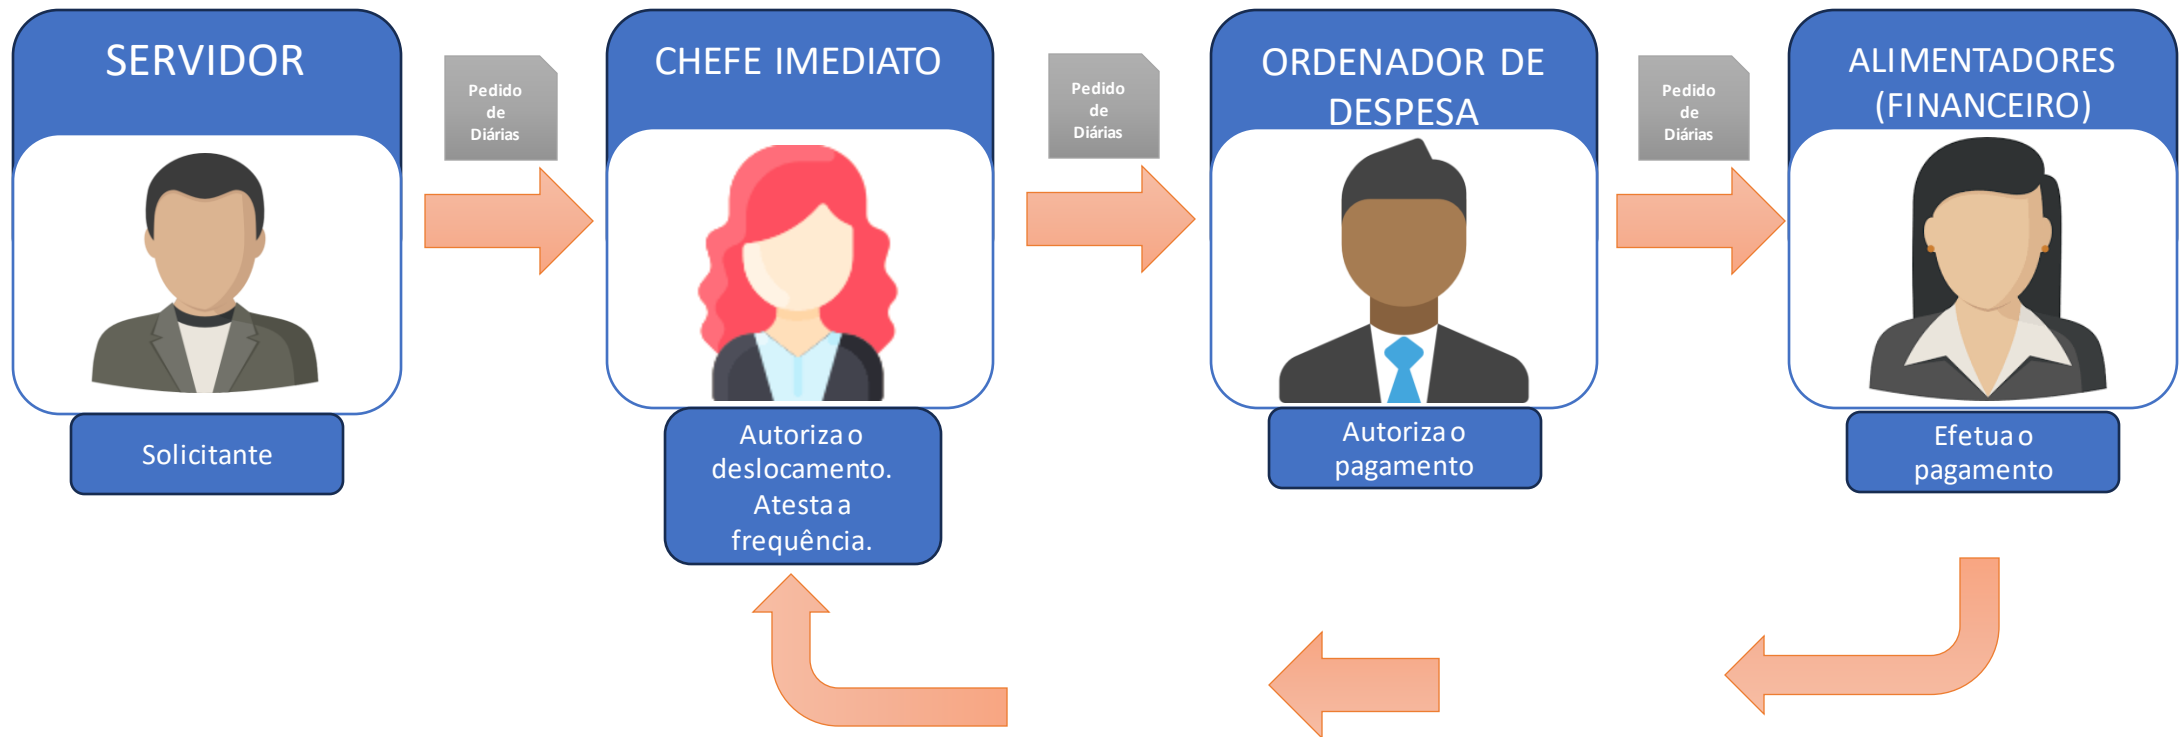 SERVIDOR
Solicitante
Pedido
de
Diárias
CHEFE IMEDIATO
Autoriza o
deslocamento.
Atesta a
frequência.
Pedido
de
Diárias
ORDENADOR DE
DESPESA
Autoriza o
pagamento
Pedido
de
Diárias
ALIMENTADORES
(FINANCEIRO)
Efetua o
pagamento